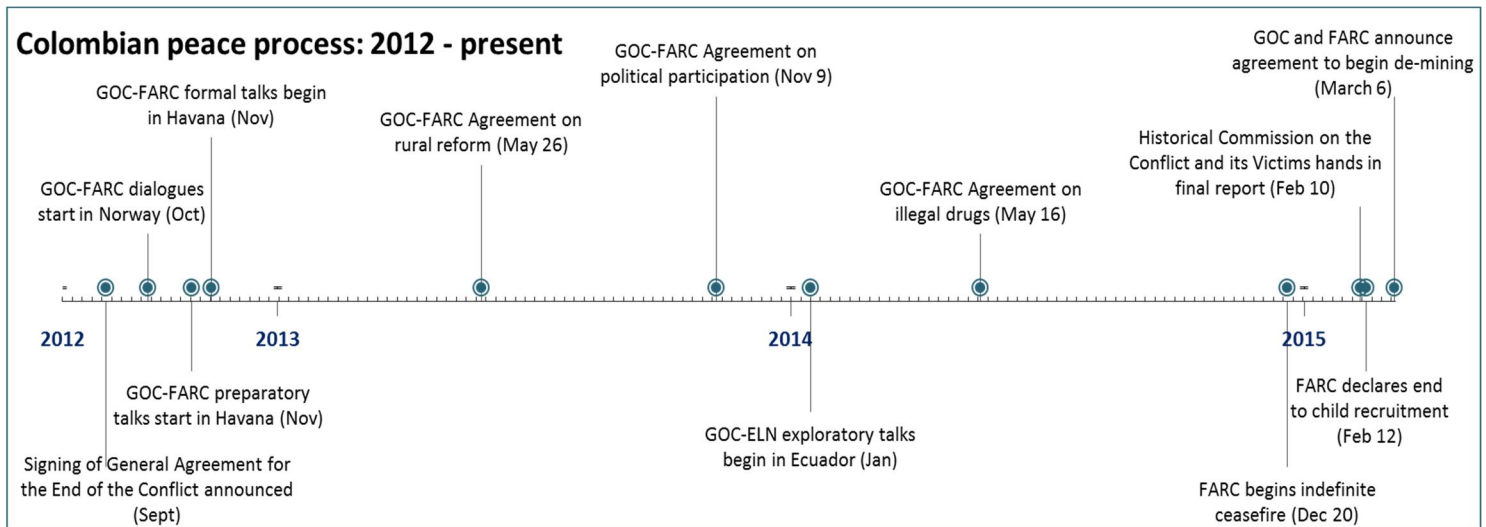 Colombian peace process: 2012 - present
GOC-FARC formal talks begin
in Havana (Nov)
GOC-FARC dialogues
start in Norway (Oct)
GOC-FARC Agreement on
rural reform (May 26)
GOC-FARC Agreement on
political participation (Nov 9)
GOC-FARC Agreement on
illegal drugs (May 16)
GOC and FARC announce
agreement to begin de-mining
(March 6)
Historical Commission on the
Conflict and its Victims hands in
final report (Feb 10)
2012
2013
2014
2015
GOC-FARC preparatory
talks start in Havana (Nov)
Signing of General Agreement for
the End of the Conflict announced
(Sept)
GOC-ELN exploratory talks
begin in Ecuador (Jan)
FARC declares end
to child recruitment
(Feb 12)
FARC begins indefinite
ceasefire (Dec 20)